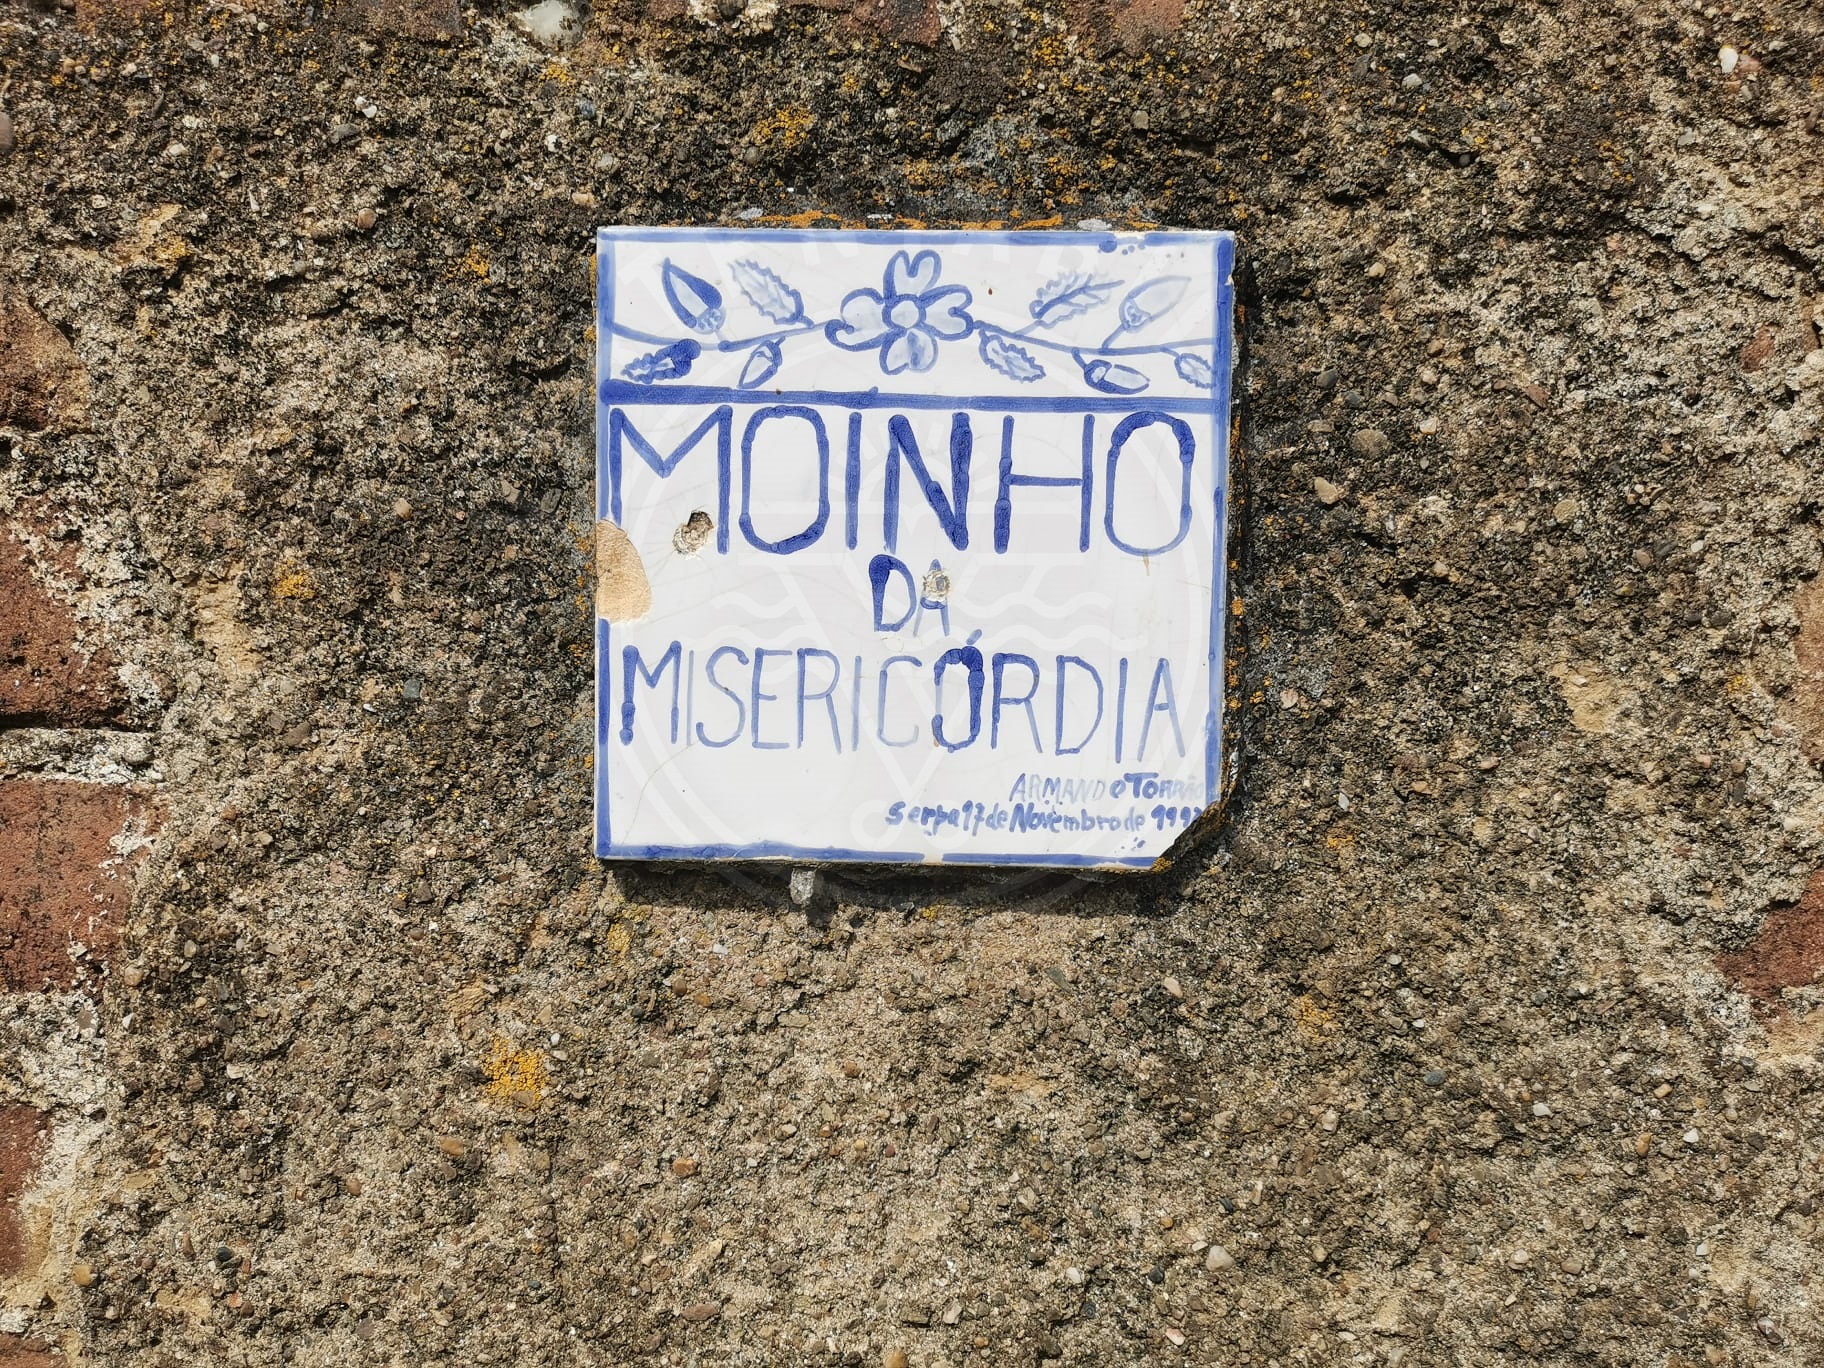 MOINHO
DA
MISERICÓRDIA
ARMANDO TORRÃO
Serpa 17 de Novembro de